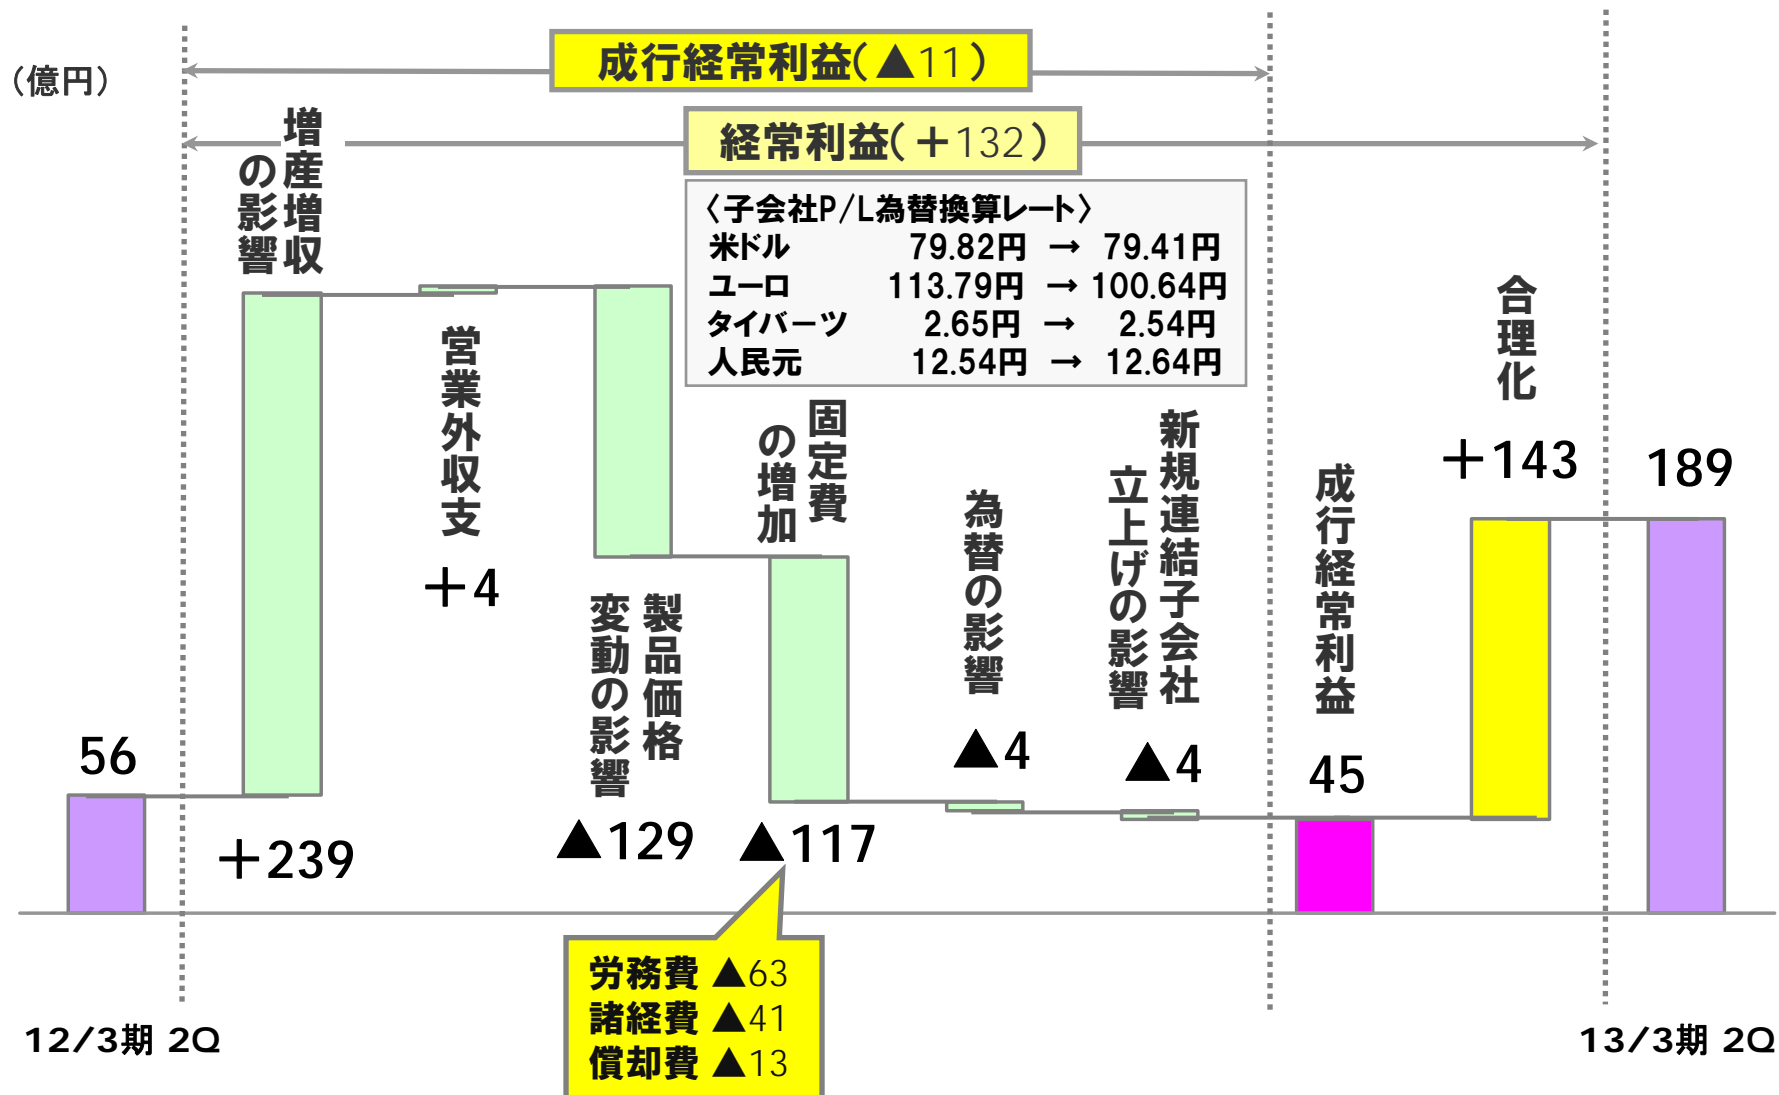 (億円)
成行経常利益(▲11)
経常利益(+132)
〈子会社P/L為替換算レート〉
米ドル 79.82円 → 79.41円
ユーロ 113.79円 → 100.64円
タイバーツ 2.65円 → 2.54円
人民元 12.54円 → 12.64円
56
増産増収
の影響
+239
営業外収支
+4
製品価格
変動の影響
▲129
固定費
の増加
▲117
労務費 ▲63
諸経費 ▲41
償却費 ▲13
為替の影響
▲4
新規連結子会社
立上げの影響
▲4
成行経常利益
45
合理化
+143
189
12/3期 2Q
13/3期 2Q